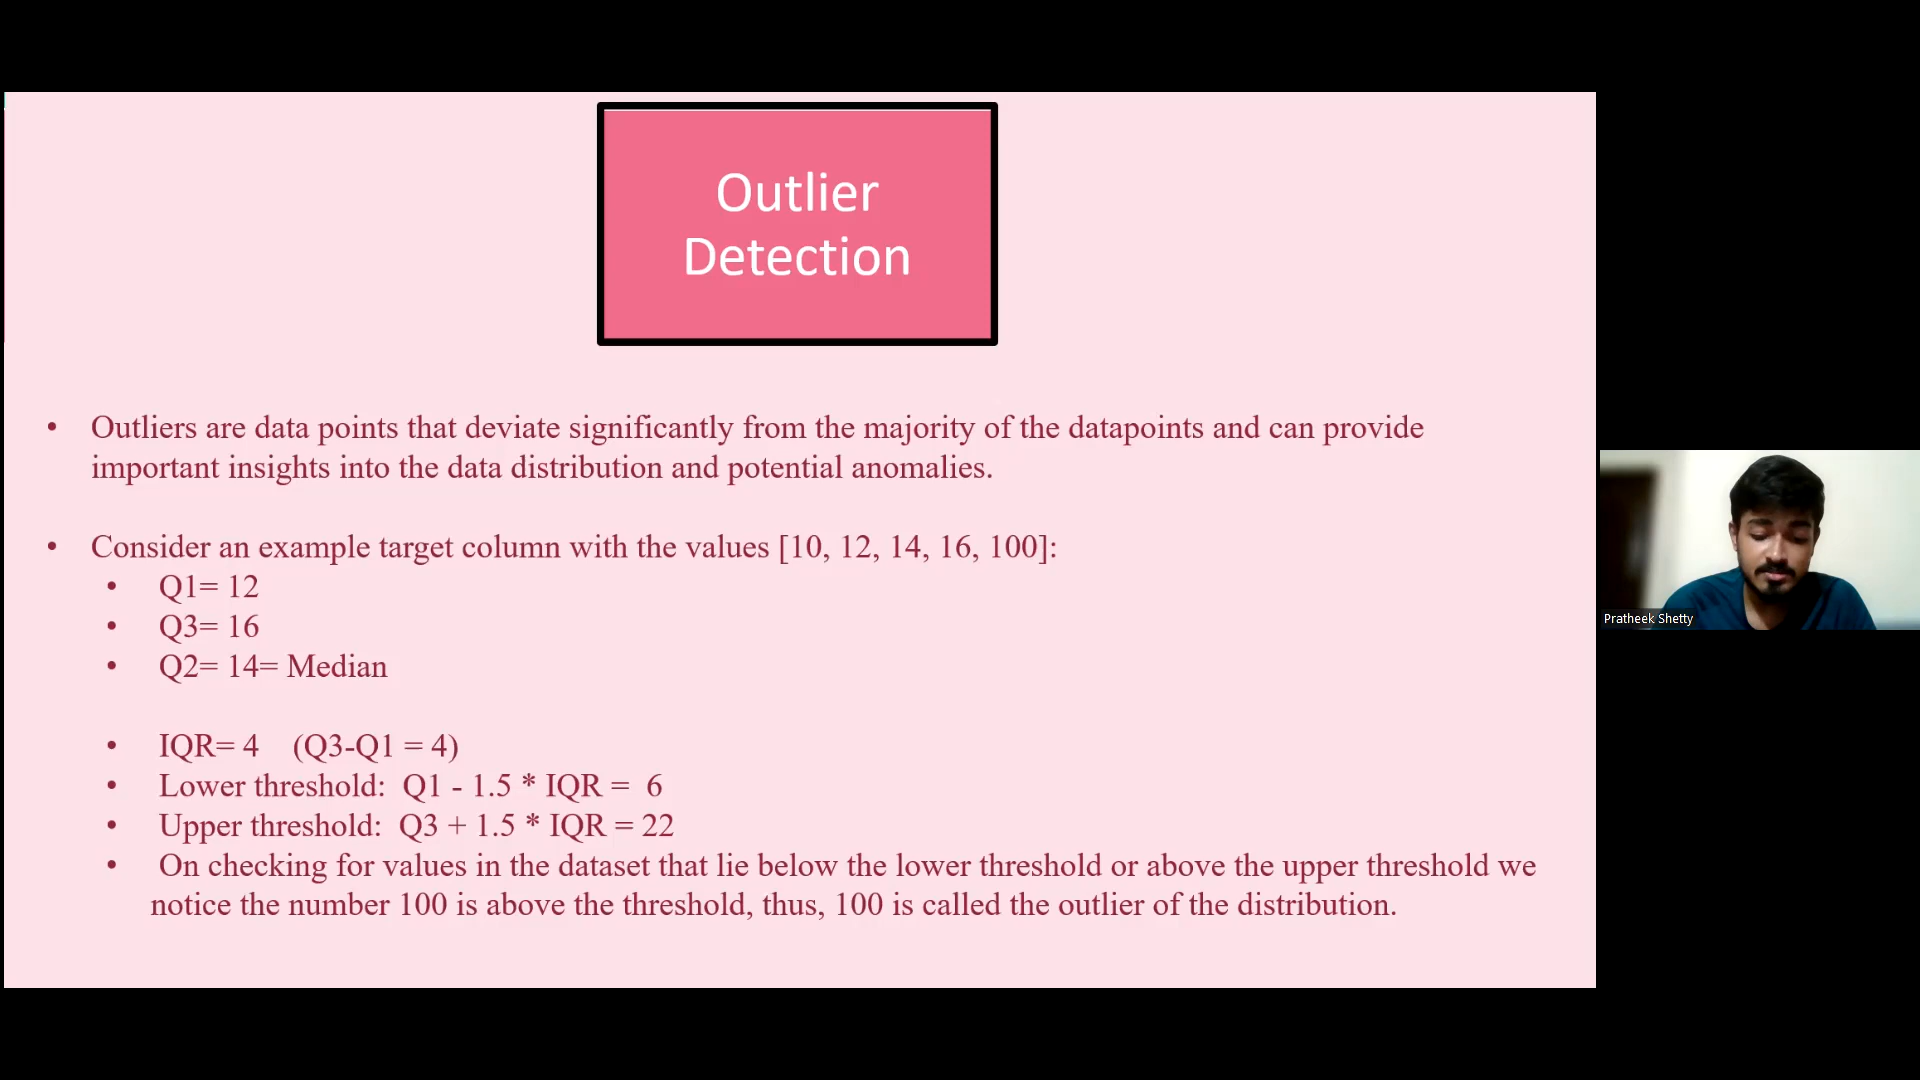 Outlier
Detection
• Outliers are data points that deviate significantly from the majority of the datapoints and can provide
important insights into the data distribution and potential anomalies.
• Consider an example target column with the values [10, 12, 14, 16, 100]:
• Q1= 12
• Q3= 16
• Q2= 14= Median
• IQR= 4 (Q3-Q1 = 4)
• Lower threshold: Q1 - 1.5 * IQR = 6
• Upper threshold: Q3 + 1.5 * IQR = 22
• On checking for values in the dataset that lie below the lower threshold or above the upper threshold we
notice the number 100 is above the threshold, thus, 100 is called the outlier of the distribution.
Pratheek Shetty